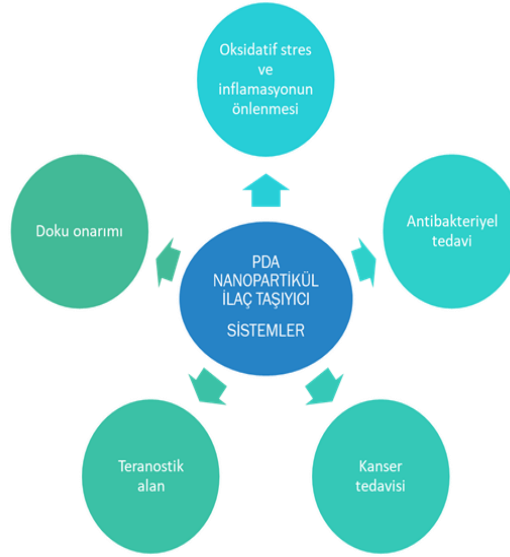 Oksidatif stres
ve
inflamasyonun
önlenmesi
Doku onarımı
Antibakteriyel
tedavi
PDA
NANOPARTİKÜL
İLAÇ TAŞIYICI
SİSTEMLER
Teranostik
alan
Kanser
tedavisi